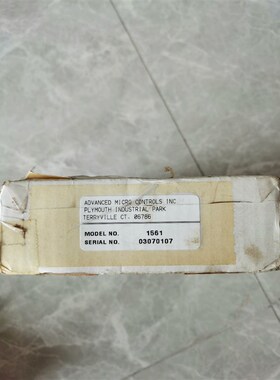 ADVANCED MICRO CONTROLS INC
PLYMOUTH INDUSTRIAL PARK
TERRYVILLE CT. 06786
MODEL NO. 1561
SERIAL NO. 03070107